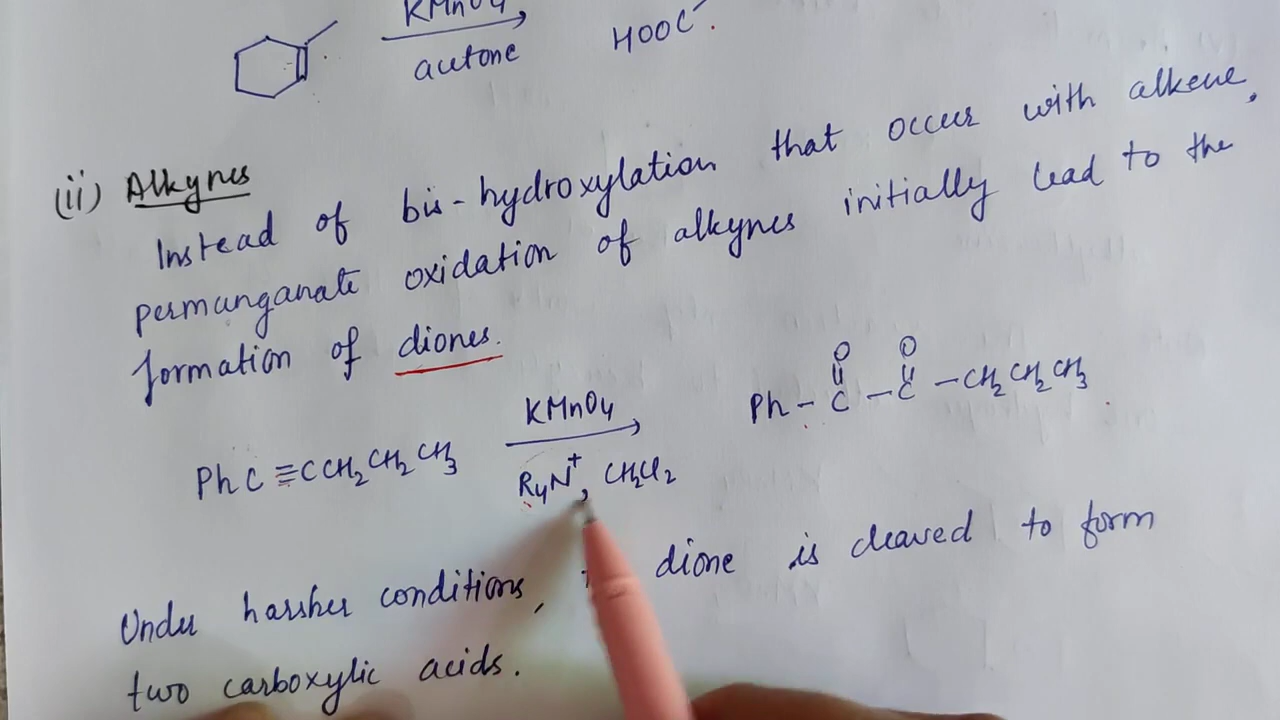 KMnO4
acetone HOOC
(ii) Alkynes
Instead of bis-hydroxylation that occur with alkene,
permanganate oxidation of alkynes initially lead to the
formation of diones.
PhC≡CCH2CH2CH3 KMnO4 Ph-C-C-CH2CH2CH3
O O
R4N+, CH2Cl2
Under harsher conditions, dione is cleaved to form
two carboxylic acids.